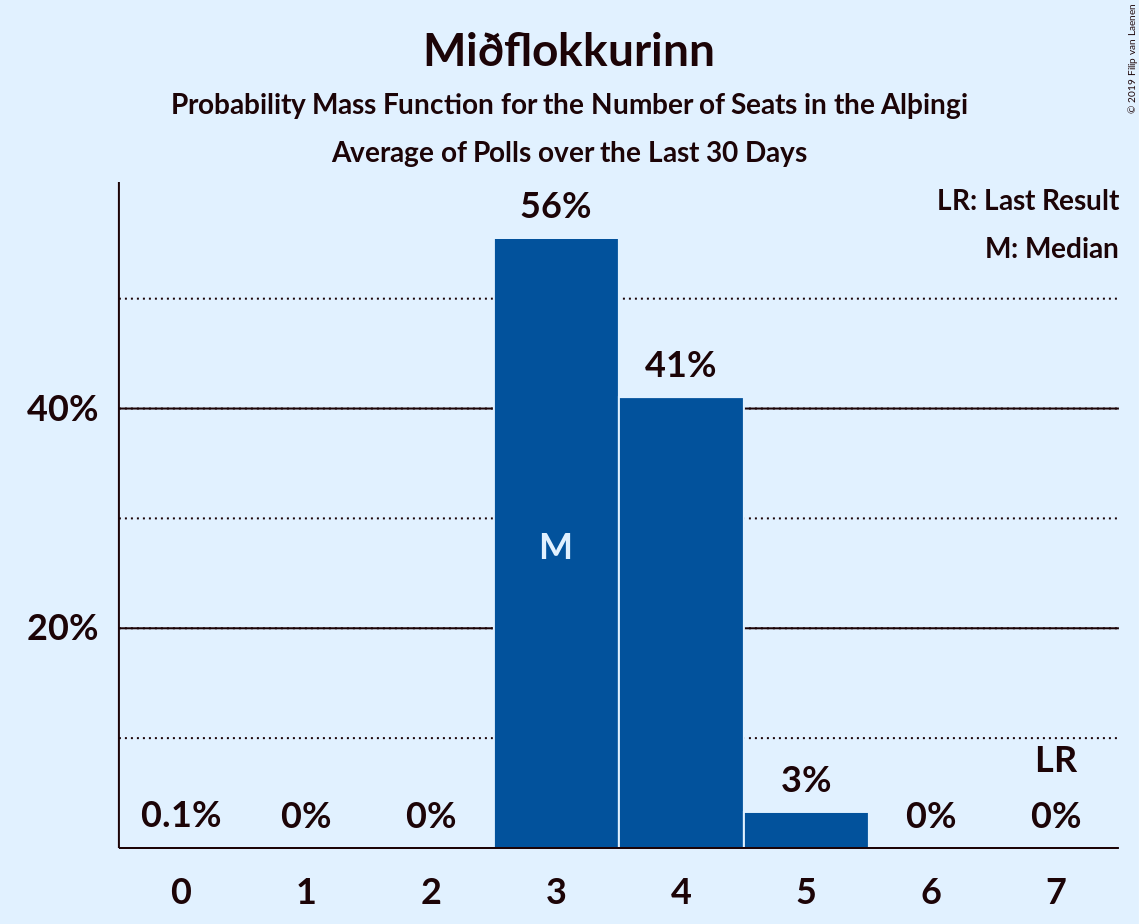 Miðflokkurinn
Probability Mass Function for the Number of Seats in the Alþingi
Average of Polls over the Last 30 Days
© 2019 Filip van Laenen
LR: Last Result
M: Median
56%
41%
40%
M
20%
LR
3%
0.1%
0%
0%
0%
0%
0
1
2
3
4
5
6
7